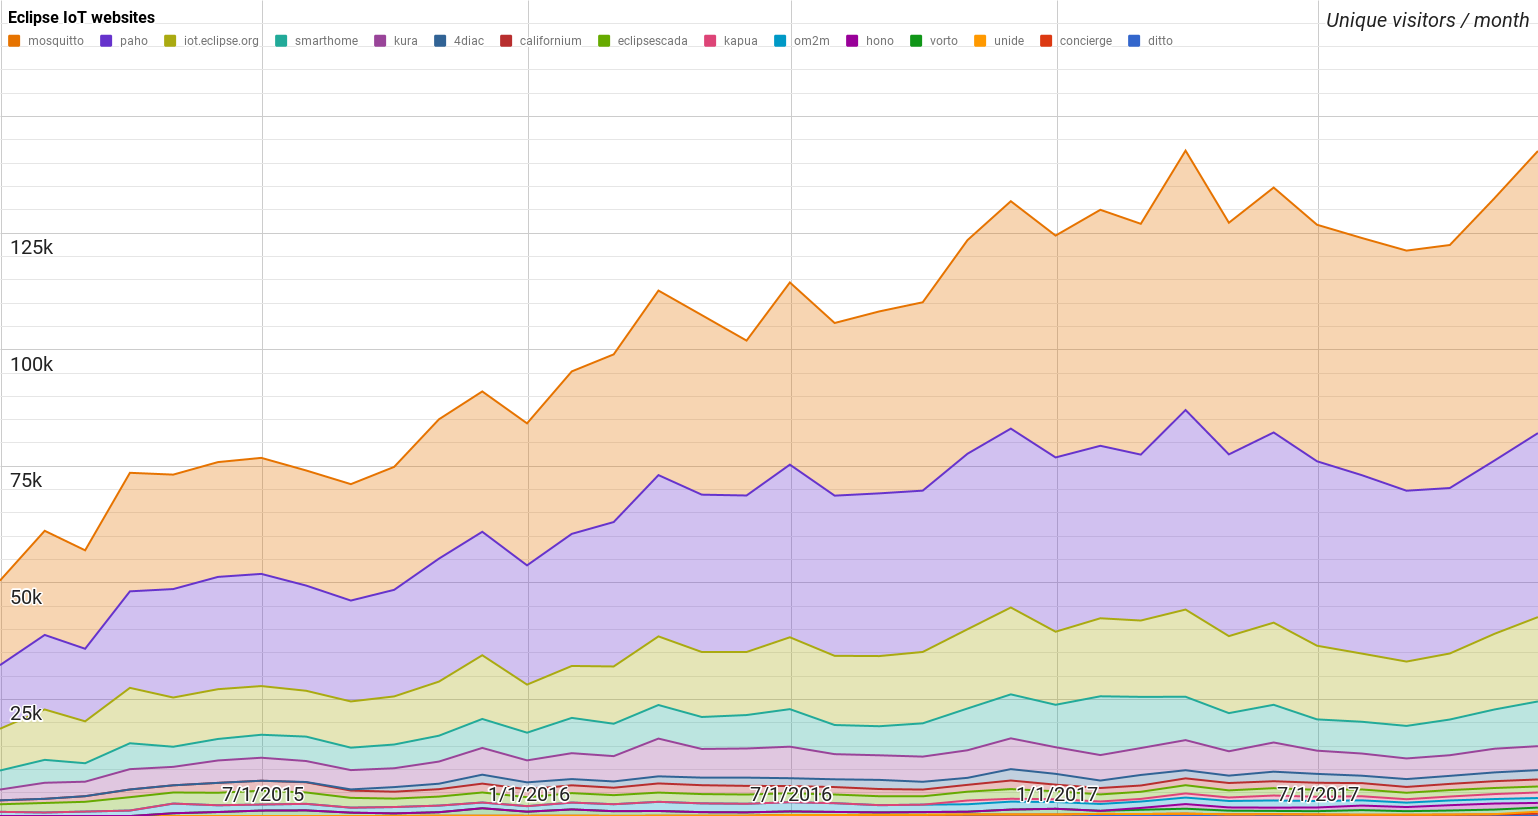 Eclipse IoT websites
Unique visitors / month
mosquitto paho iot.eclipse.org smarthome kura 4diac californium eclipsescada kapua om2m hono vorto unide concierge ditto
125k
100k
75k
50k
25k
7/1/2015 1/1/2016 7/1/2016 1/1/2017 7/1/2017